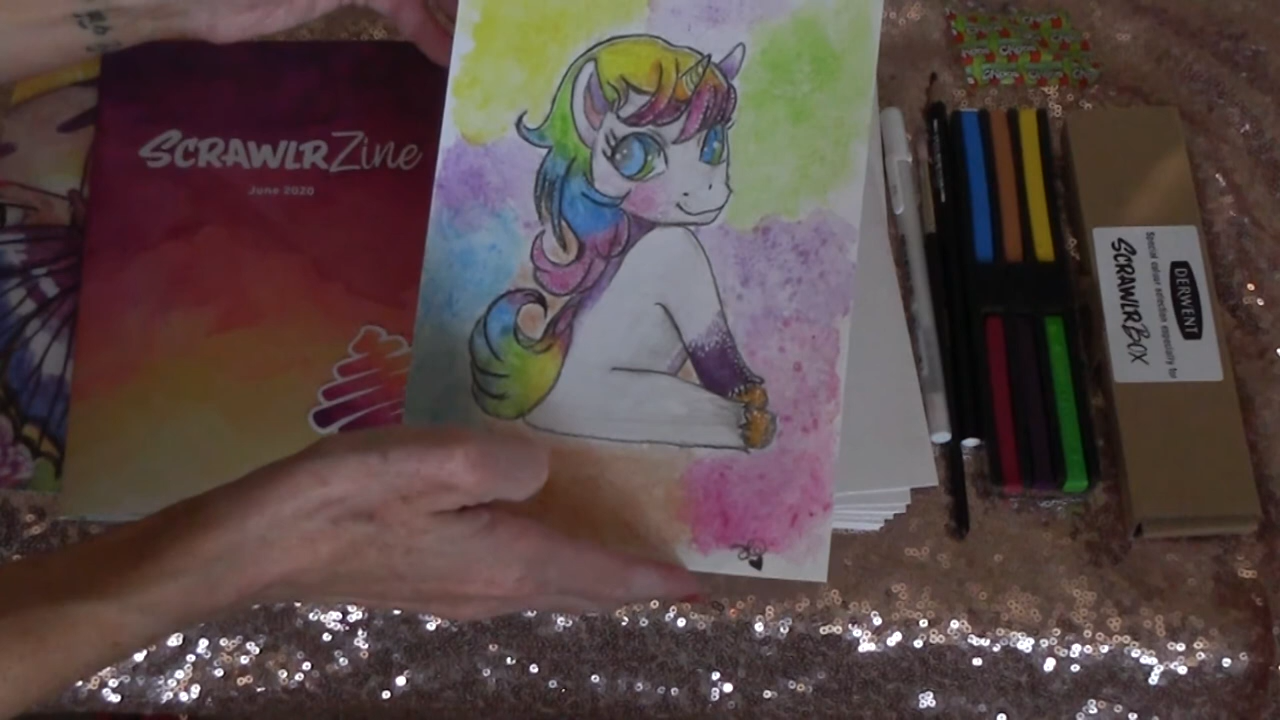 SCRAWLRZine
June 2020
DERWENT
Special colour selection especially for
SCRAWLRBOX